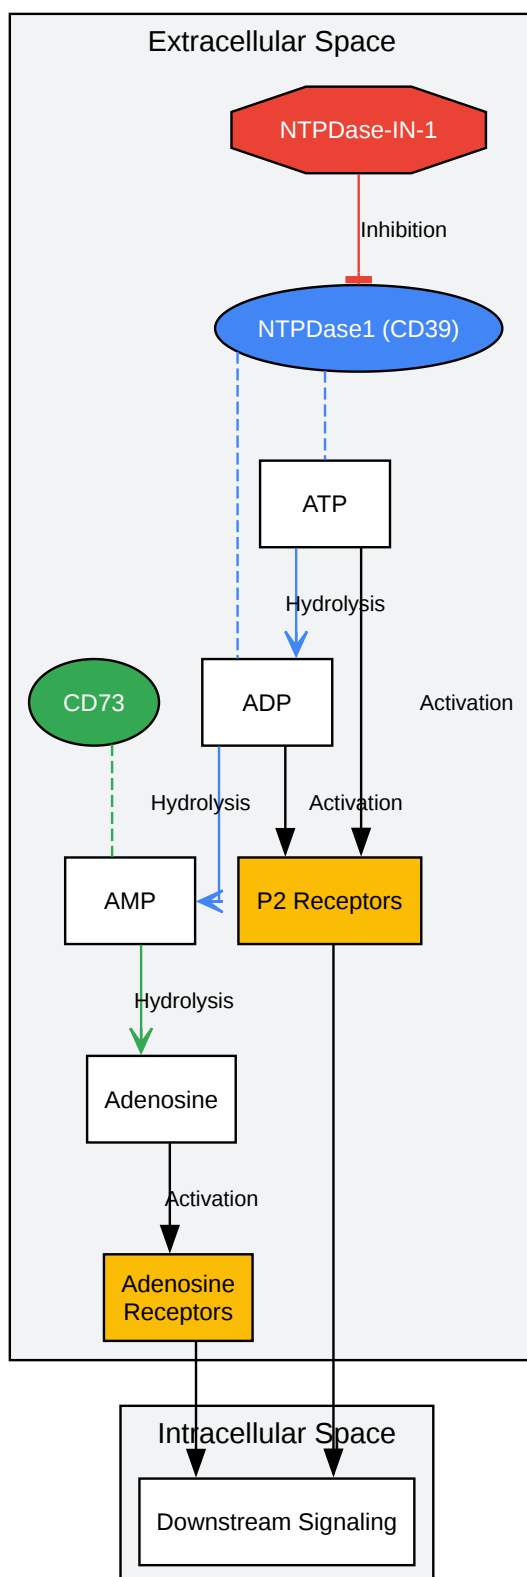 Extracellular Space
NTPDase-IN-1
Inhibition
NTPDase1 (CD39)
ATP
Hydrolysis
CD73
ADP
Activation
Hydrolysis
Activation
AMP
P2 Receptors
Hydrolysis
Adenosine
Activation
Adenosine
Receptors
Intracellular Space
Downstream Signaling